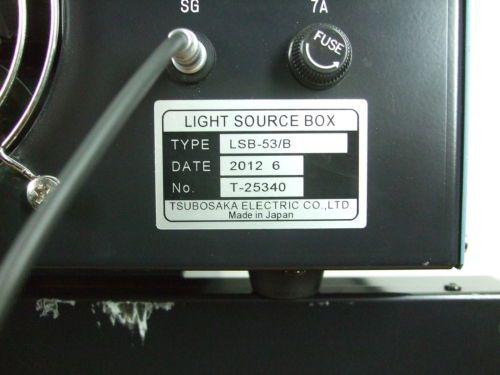 SG 7A
FUSE
LIGHT SOURCE BOX
TYPE LSB-53/B
DATE 2012 6
No. T-25340
TSUBOSAKA ELECTRIC CO.,LTD.
Made in Japan